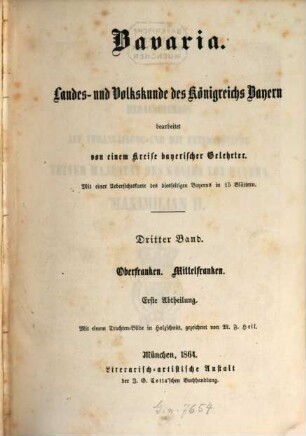 Bavaria.
Landes- und Volkskunde des Königreichs Bayern
bearbeitet
von einem Kreise bayerischer Gelehrter.
Mit einer Uebersichtskarte des diesseitigen Bayerns in 15 Blättern.
Dritter Band.
Oberfranken. Mittelfranken.
Erste Abtheilung.
Mit einem Trachten-Bilde in Holzschnitt, gezeichnet von A. F. Heil.
München, 1864.
Literarisch-artistische Anstalt
der J. G. Cotta'schen Buchhandlung.
MAXIMILIAN II.